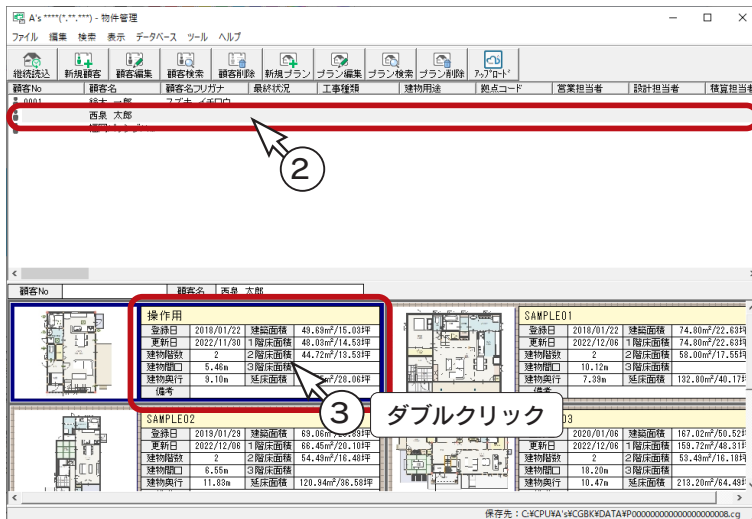 A's ****(*.**.***) - 物件管理
ファイル 編集 検索 表示 データベース ツール ヘルプ
継続読込 新規顧客 顧客編集 顧客検索 顧客削除 新規プラン プラン編集 プラン検索 プラン削除 アップロード
顧客No 顧客名 顧客名フリガナ 最終状況 工事種類 建物用途 拠点コード 営業担当者 設計担当者 積算担当者
0001 鈴木 一郎 スズキ イチロウ
西泉 太郎
②
顧客No 顧客名 西泉 太郎
操作用
登録日 2018/01/22 建築面積 49.69m²/15.03坪
更新日 2022/11/30 1階床面積 48.03m²/14.53坪
建物階数 2 2階床面積 44.72m²/13.53坪
建物間口 5.46m 3階床面積
建物奥行 9.10m 延床面積 /28.06坪
備考
SAMPLE01
登録日 2018/01/22 建築面積 74.80m²/22.63坪
更新日 2022/12/06 1階床面積 74.80m²/22.63坪
建物階数 2 2階床面積 58.00m²/17.55坪
建物間口 10.12m 3階床面積
建物奥行 7.39m 延床面積 132.80m²/40.17坪
備考
③ ダブルクリック
SAMPLE02
登録日 2019/01/29 建築面積 69.06m²
更新日 2022/12/06 1階床面積 66.45m²/20.10坪
建物階数 2 2階床面積 54.49m²/16.48坪
建物間口 6.55m 3階床面積
建物奥行 11.83m 延床面積 120.94m²/36.58坪
03
登録日 2020/01/06 建築面積 167.02m²/50.52坪
更新日 2022/12/06 1階床面積 159.72m²/48.31坪
建物階数 2 2階床面積 53.49m²/16.18坪
建物間口 18.20m 3階床面積
建物奥行 10.47m 延床面積 213.20m²/64.49坪
保存先：C:¥CPU¥A's¥CGBK¥DATA¥P0000000000000000000008.cg